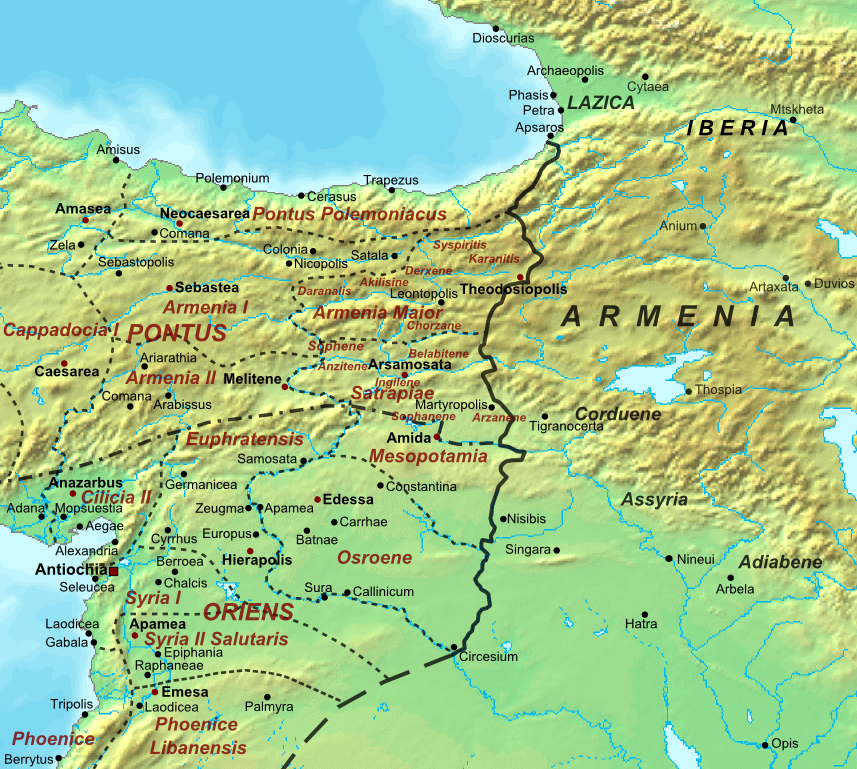 Dioscurias
Archaeopolis
Cytaea
Phasis
LAZICA
Petra
Mtskheta
Apsaros
IBERIA
Amisus
Polemonium
Trapezus
Cerasus
Amasea
Neocaesarea
Pontus Polemoniacus
Anium
Comana
Zela
Syspiritis
Colonia
Satala
Karanitis
Sebastopolis
Nicopolis
Derxene
Akilisine
Artaxata
Duvios
Sebastea
Daranalis
Leontopolis
Theodosiopolis
Armenia I
Armenia Maior
ARMENIA
Cappadocia I
PONTUS
Chorzane
Sophene
Belabitene
Ariarathia
Anzitene
Arsamosata
Caesarea
Armenia II
Melitene
Ingilene
Satrapiae
Thospia
Comana
Arabissus
Martyropolis
Sophanene
Arzanene
Corduene
Tigranocerta
Euphratensis
Amida
Mesopotamia
Samosata
Anazarbus
Germanicea
Constantina
Cilicia II
Edessa
Assyria
Adana
Mopsuestia
Zeugma
Apamea
Aegae
Carrhae
Nisibis
Cyrrhus
Europus
Batnae
Alexandria
Singara
Hierapolis
Osroene
Nineui
Adiabene
Antiochia
Berroea
Seleucea
Chalcis
Arbela
Sura
Callinicum
Syria I
ORIENS
Hatra
Laodicea
Apamea
Gabala
Syria II Salutaris
Epiphania
Circesium
Raphaneae
Emesa
Tripolis
Laodicea
Palmyra
Phoenice
Phoenice
Libanensis
Opis
Berrytus